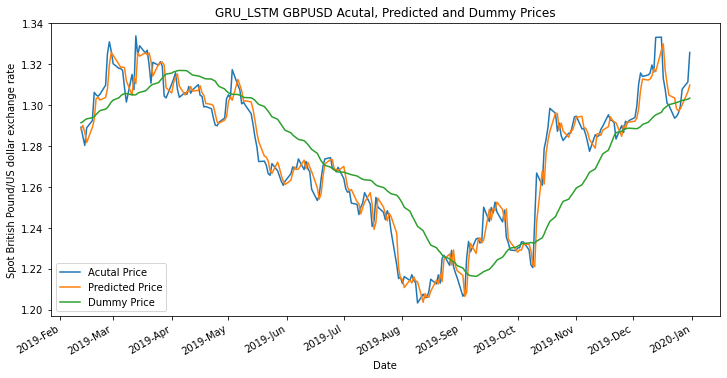 GRU_LSTM GBPUSD Acutal, Predicted and Dummy Prices
Spot British Pound/US dollar exchange rate
1.34
1.32
1.30
1.28
1.26
1.24
1.22
1.20
Acutal Price
Predicted Price
Dummy Price
2019-Feb
2019-Mar
2019-Apr
2019-May
2019-Jun
2019-Jul
2019-Aug
2019-Sep
2019-Oct
2019-Nov
2019-Dec
2020-Jan
Date